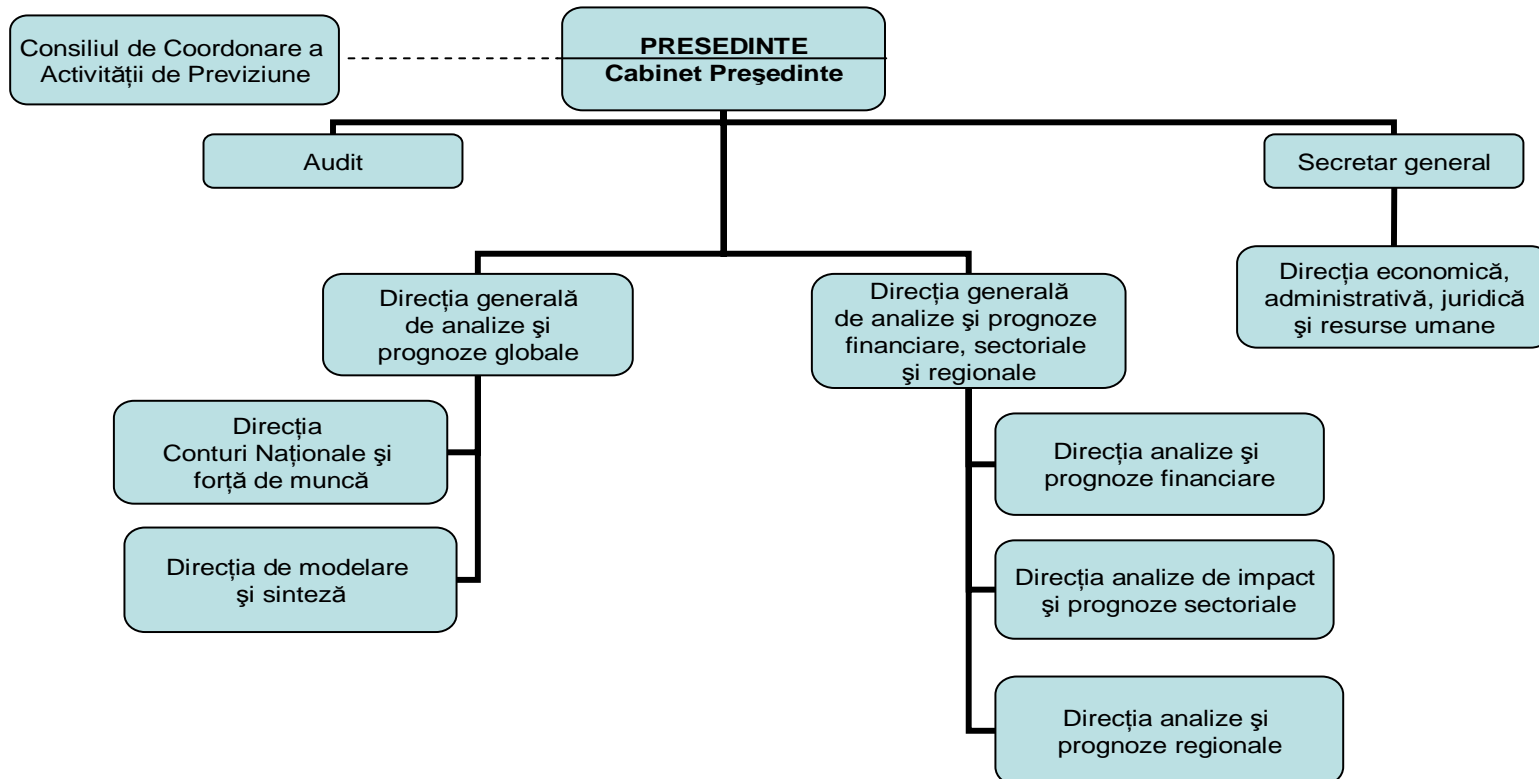 Consiliul de Coordonare a
Activității de Previziune
PRESEDINTE
Cabinet Preşedinte
Audit
Secretar general
Direcția generală
de analize şi
prognoze globale
Direcția generală
de analize şi prognoze
financiare, sectoriale
şi regionale
Direcția economică,
administrativă, juridică
şi resurse umane
Direcția
Conturi Naționale şi
forță de muncă
Direcția de modelare
şi sinteză
Direcția analize şi
prognoze financiare
Direcția analize de impact
şi prognoze sectoriale
Direcția analize şi
prognoze regionale